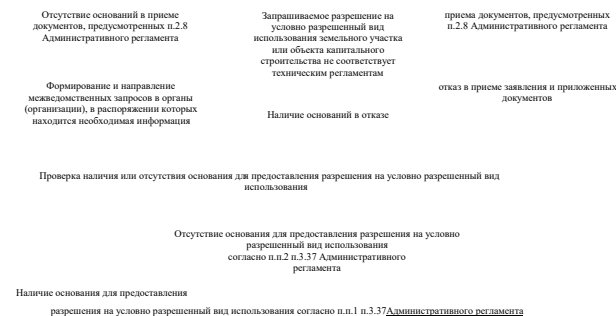 Отсутствие оснований в приеме
документов, предусмотренных п.2.8
Административного регламента
Запрашиваемое разрешение на
условно разрешенный вид
использования земельного участка
или объекта капитального
строительства не соответствует
техническим регламентам
приема документов, предусмотренных
п.2.8 Административного регламента
Формирование и направление
межведомственных запросов в органы
(организации), в распоряжении которых
находится необходимая информация
Наличие оснований в отказе
отказ в приеме заявления и приложенных
документов
Проверка наличия или отсутствия основания для предоставления разрешения на условно разрешенный вид
использования
Отсутствие основания для предоставления разрешения на условно
разрешенный вид использования
согласно п.п.2 п.3.37 Административного
регламента
Наличие основания для предоставления
разрешения на условно разрешенный вид использования согласно п.п.1 п.3.37Административного регламента